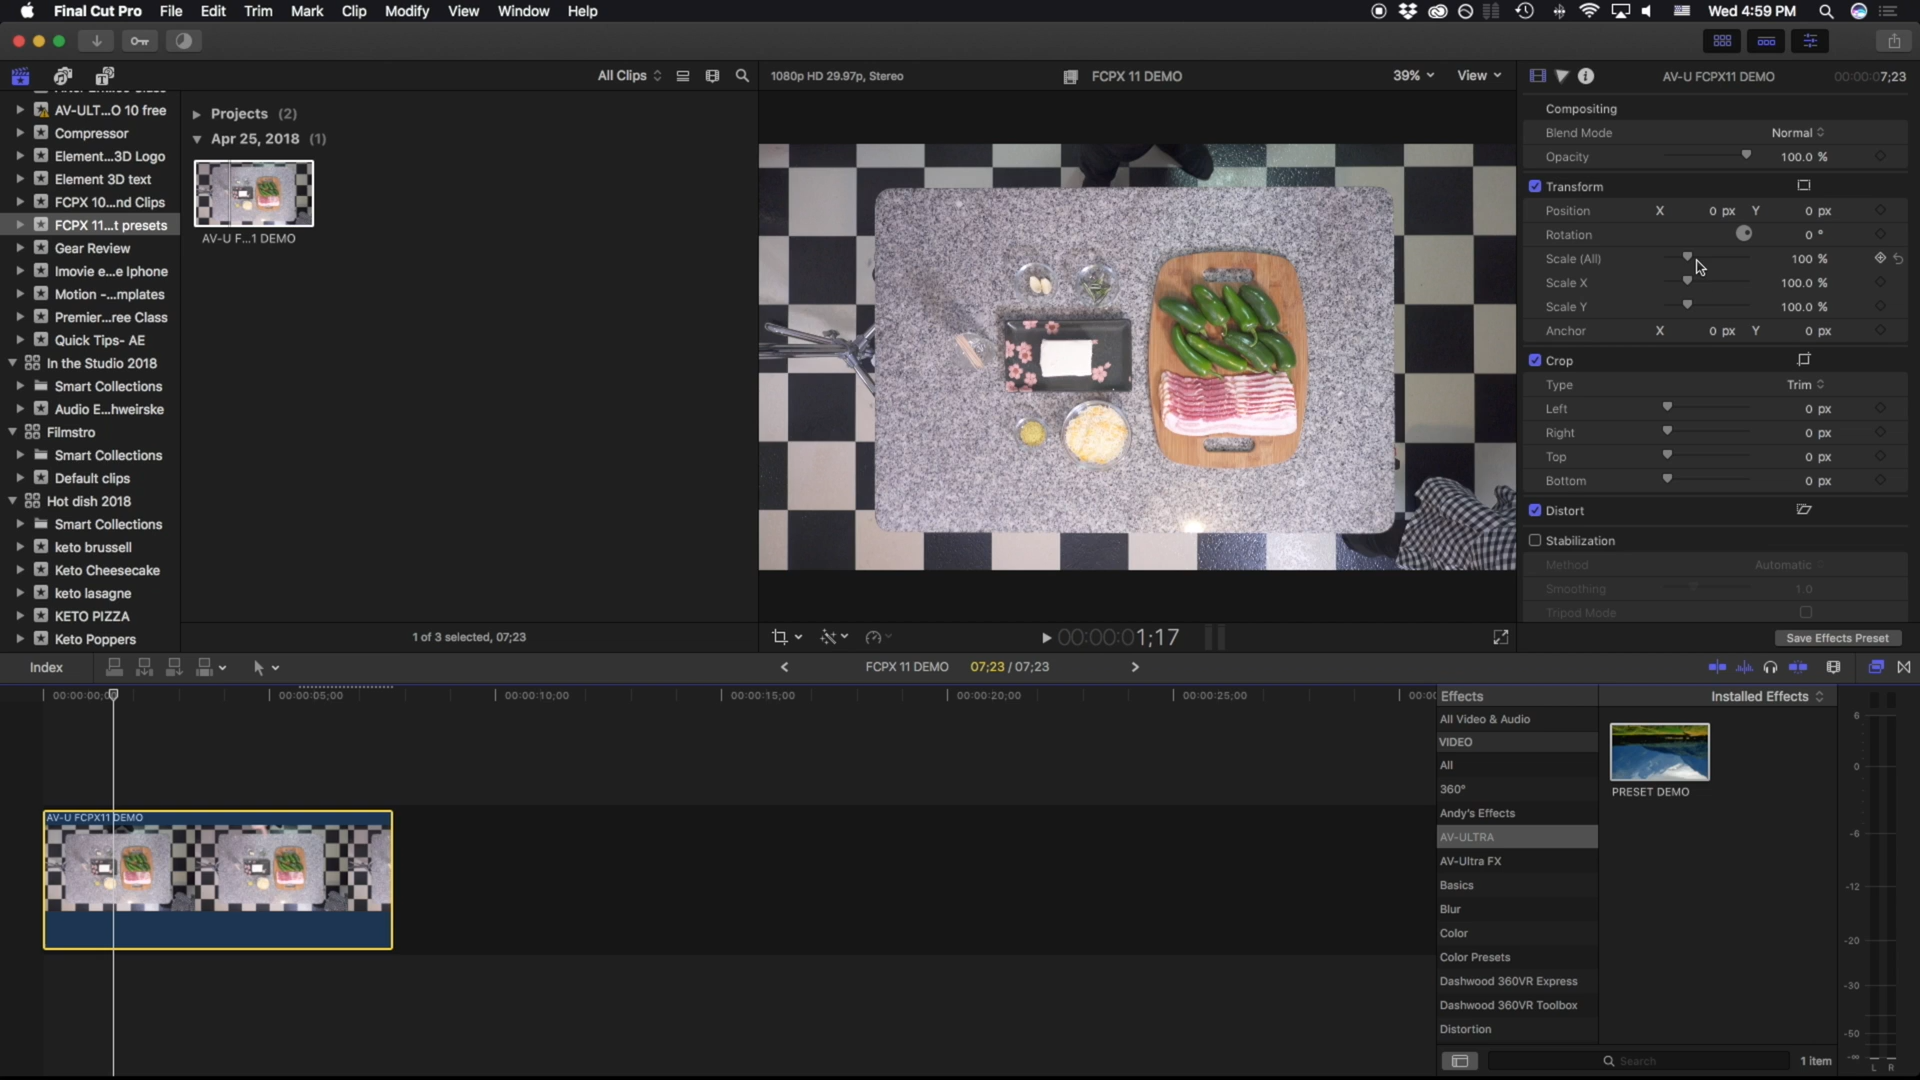 Final Cut Pro File Edit Trim Mark Clip Modify View Window Help Wed 4:59 PM
All Clips
1080p HD 29.97p, Stereo
FCPX 11 DEMO
39%
View
AV-U FCPX11 DEMO
00:00:07;23
AV-ULT...O 10 free
Compressor
Element...3D Logo
Element 3D text
FCPX 10...nd Clips
FCPX 11...t presets
Gear Review
Imovie e...e Iphone
Motion -...mplates
Premier...ree Class
Quick Tips- AE
In the Studio 2018
Smart Collections
Audio E...hweirske
Filmstro
Smart Collections
Default clips
Hot dish 2018
Smart Collections
keto brussell
Keto Cheesecake
keto lasagne
KETO PIZZA
Keto Poppers
Projects (2)
Apr 25, 2018 (1)
AV-U F...1 DEMO
1 of 3 selected, 07;23
00:00:01;17
Compositing
Blend Mode Normal
Opacity 100.0 %
Transform
Position X 0 px Y 0 px
Rotation 0 °
Scale (All) 100 %
Scale X 100.0 %
Scale Y 100.0 %
Anchor X 0 px Y 0 px
Crop
Type Trim
Left 0 px
Right 0 px
Top 0 px
Bottom 0 px
Distort
Stabilization
Method Automatic
Smoothing 1.0
Tripod Mode
Save Effects Preset
Index
FCPX 11 DEMO 07;23 / 07;23
00:00:05;00 00:00:10;00 00:00:15;00 00:00:20;00 00:00:25;00
AV-U FCPX11 DEMO
Effects
Installed Effects
All Video & Audio
VIDEO
All
360°
Andy's Effects
AV-ULTRA
AV-Ultra FX
Basics
Blur
Color
Color Presets
Dashwood 360VR Express
Dashwood 360VR Toolbox
Distortion
PRESET DEMO
Search
1 item
6
0
-6
-12
-20
-30
-50
-∞
L R